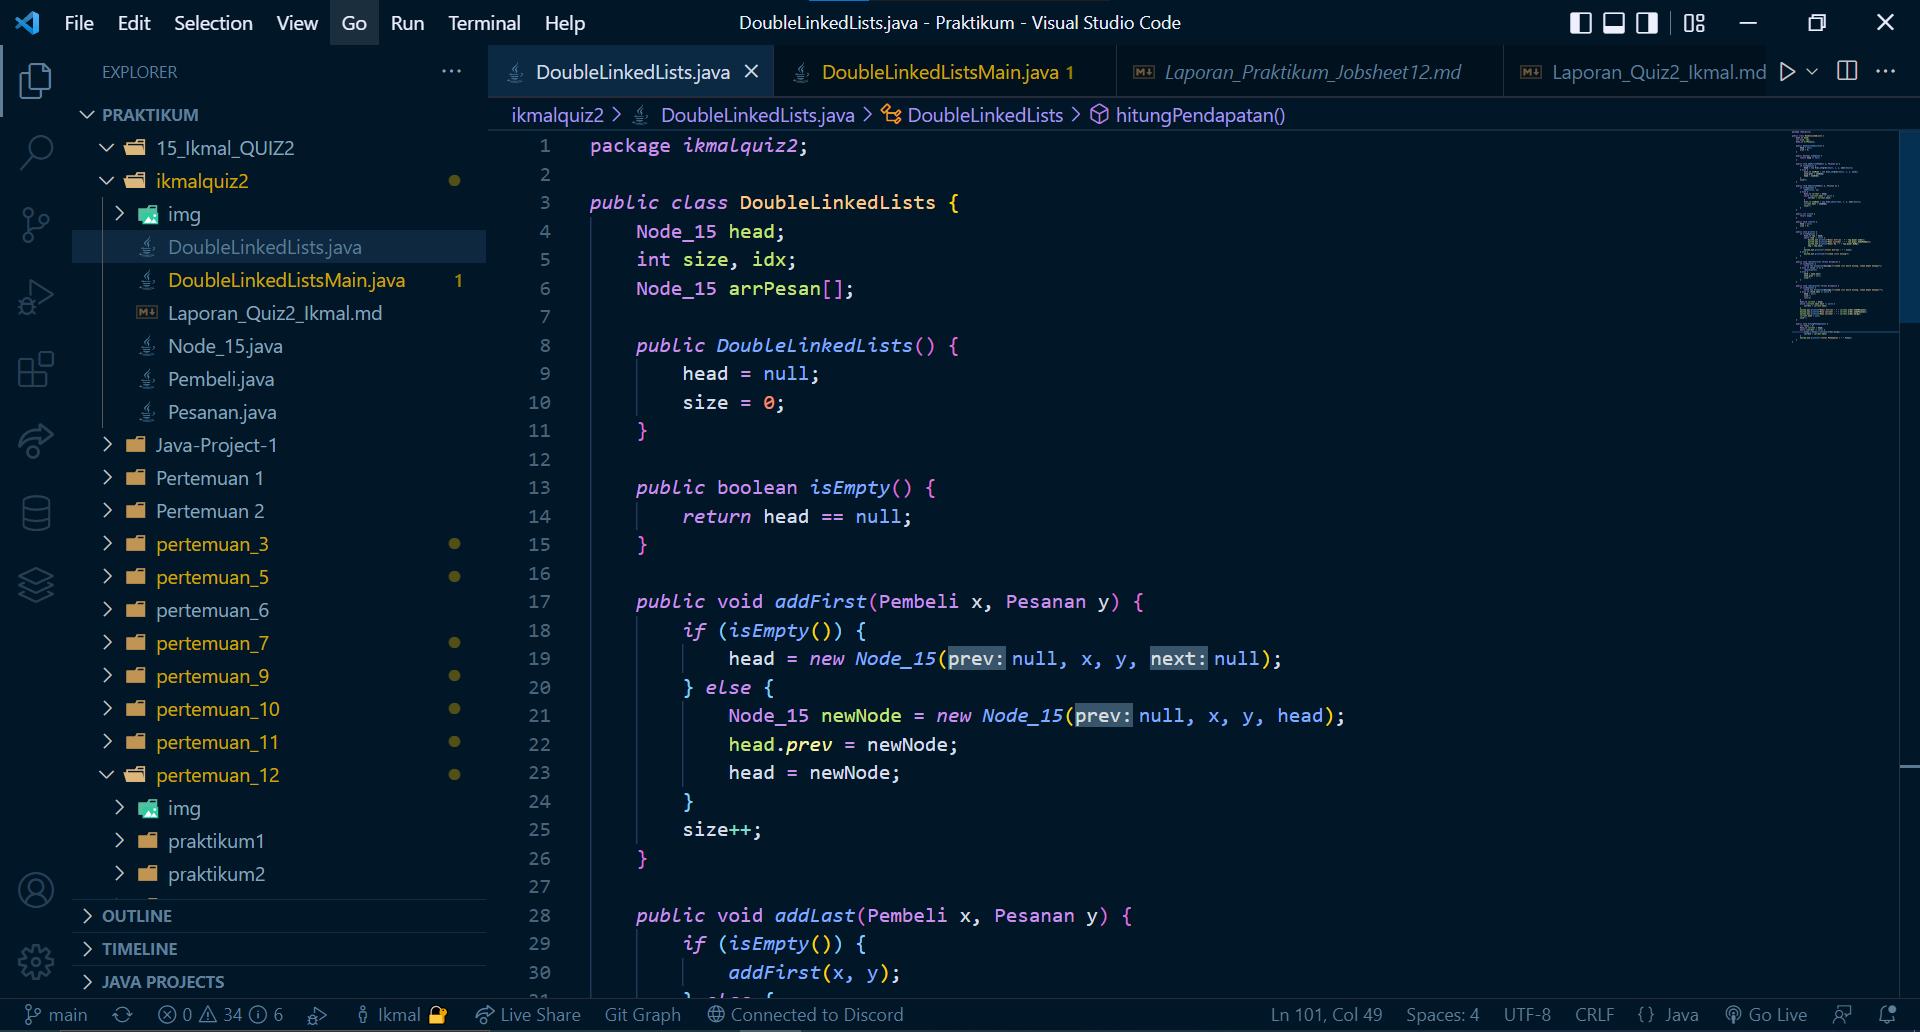 File Edit Selection View Go Run Terminal Help
DoubleLinkedLists.java - Praktikum - Visual Studio Code
EXPLORER
PRAKTIKUM
15_Ikmal_QUIZ2
ikmalquiz2
img
DoubleLinkedLists.java
DoubleLinkedListsMain.java 1
Laporan_Quiz2_Ikmal.md
Node_15.java
Pembeli.java
Pesanan.java
Java-Project-1
Pertemuan 1
Pertemuan 2
pertemuan_3
pertemuan_5
pertemuan_6
pertemuan_7
pertemuan_9
pertemuan_10
pertemuan_11
pertemuan_12
img
praktikum1
praktikum2
OUTLINE
TIMELINE
JAVA PROJECTS
DoubleLinkedLists.java DoubleLinkedListsMain.java 1 Laporan_Praktikum_Jobsheet12.md Laporan_Quiz2_Ikmal.md
ikmalquiz2 > DoubleLinkedLists.java > DoubleLinkedLists > hitungPendapatan()
1 package ikmalquiz2;
2
3 public class DoubleLinkedLists {
4 Node_15 head;
5 int size, idx;
6 Node_15 arrPesan[];
7
8 public DoubleLinkedLists() {
9 head = null;
10 size = 0;
11 }
12
13 public boolean isEmpty() {
14 return head == null;
15 }
16
17 public void addFirst(Pembeli x, Pesanan y) {
18 if (isEmpty()) {
19 head = new Node_15(prev: null, x, y, next: null);
20 } else {
21 Node_15 newNode = new Node_15(prev: null, x, y, head);
22 head.prev = newNode;
23 head = newNode;
24 }
25 size++;
26 }
27
28 public void addLast(Pembeli x, Pesanan y) {
29 if (isEmpty()) {
30 addFirst(x, y);
31 } else {
main 0 34 6 Ikmal Live Share Git Graph Connected to Discord Ln 101, Col 49 Spaces: 4 UTF-8 CRLF {} Java Go Live